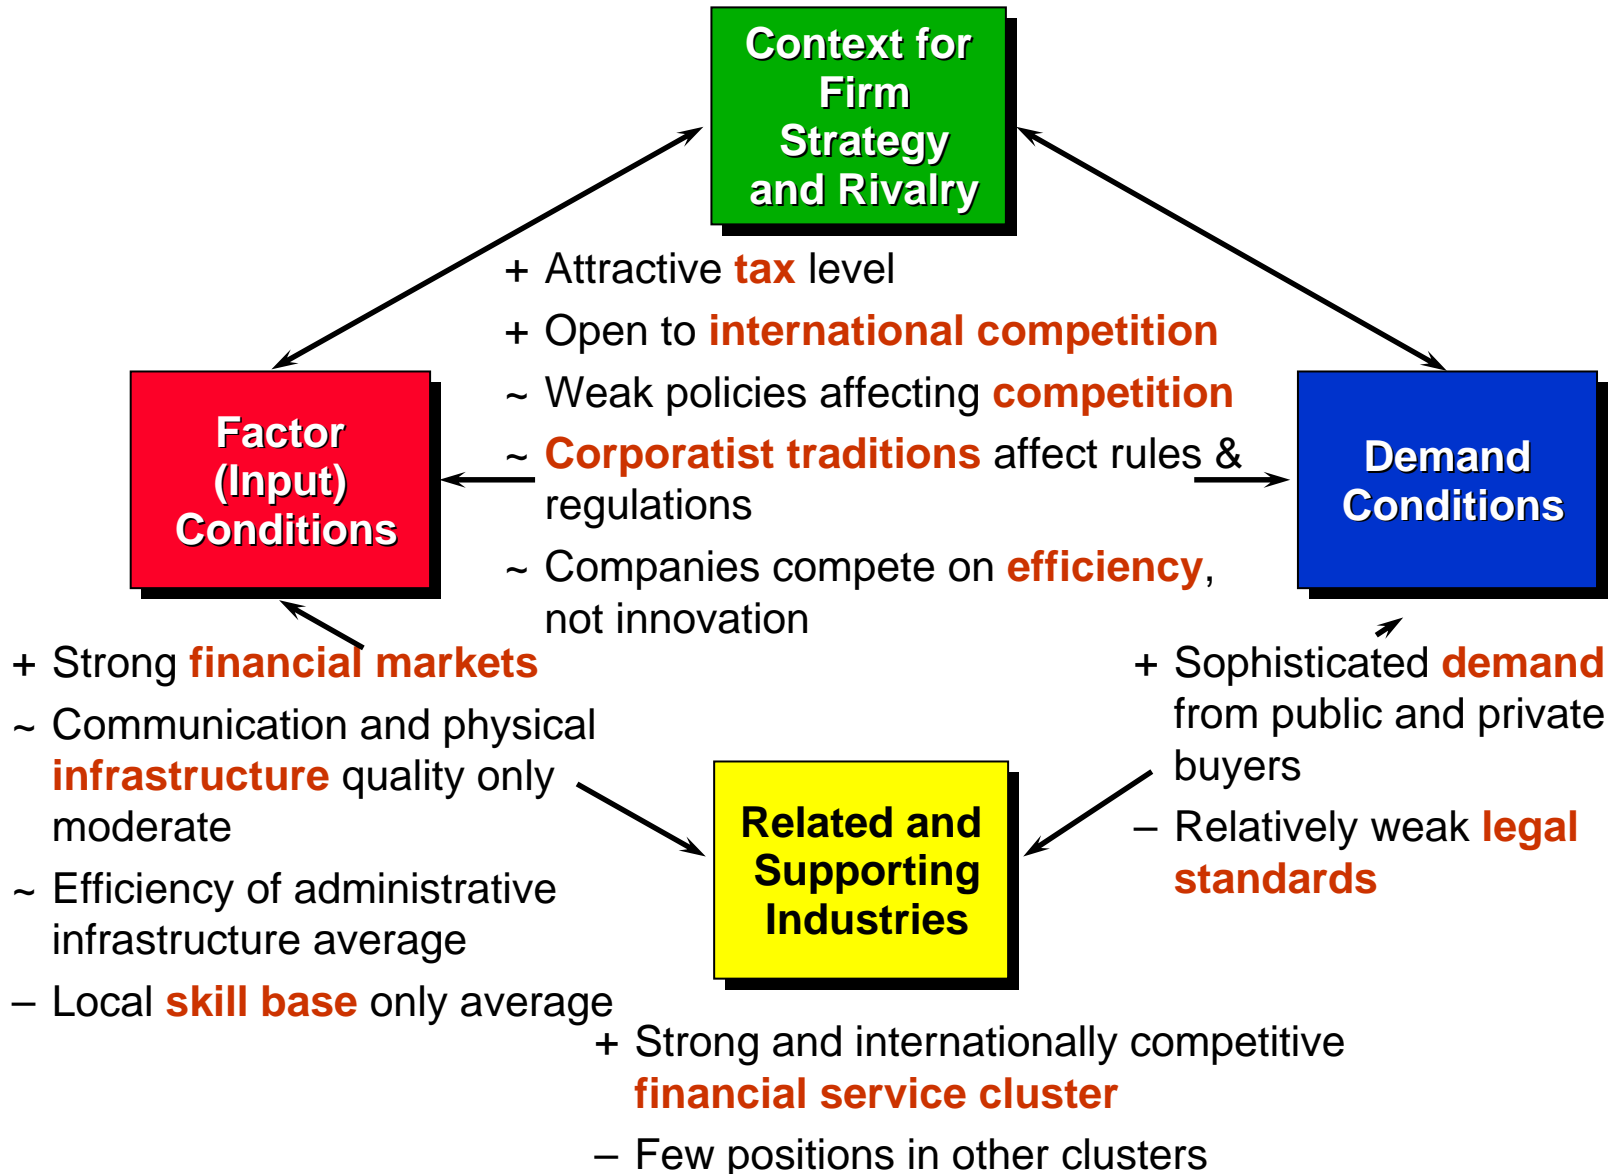 Context for
Firm
Strategy
and Rivalry
+ Attractive tax level
+ Open to international competition
~ Weak policies affecting competition
~ Corporatist traditions affect rules &
regulations
~ Companies compete on efficiency,
not innovation
Factor
(Input)
Conditions
Demand
Conditions
+ Strong financial markets
~ Communication and physical
infrastructure quality only
moderate
~ Efficiency of administrative
infrastructure average
– Local skill base only average
+ Sophisticated demand
from public and private
buyers
– Relatively weak legal
standards
Related and
Supporting
Industries
+ Strong and internationally competitive
financial service cluster
– Few positions in other clusters